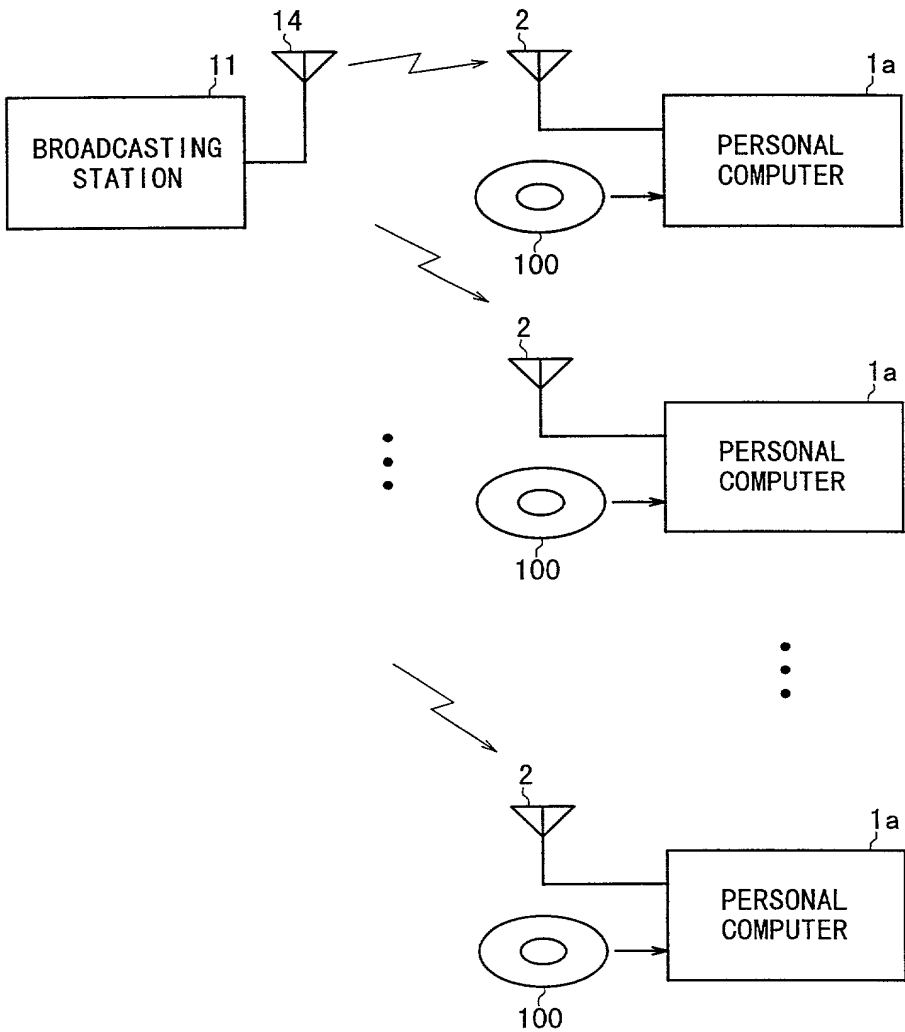 14
2
11
1a
BROADCASTING
STATION
PERSONAL
COMPUTER
100
2
1a
PERSONAL
COMPUTER
100
2
1a
PERSONAL
COMPUTER
100